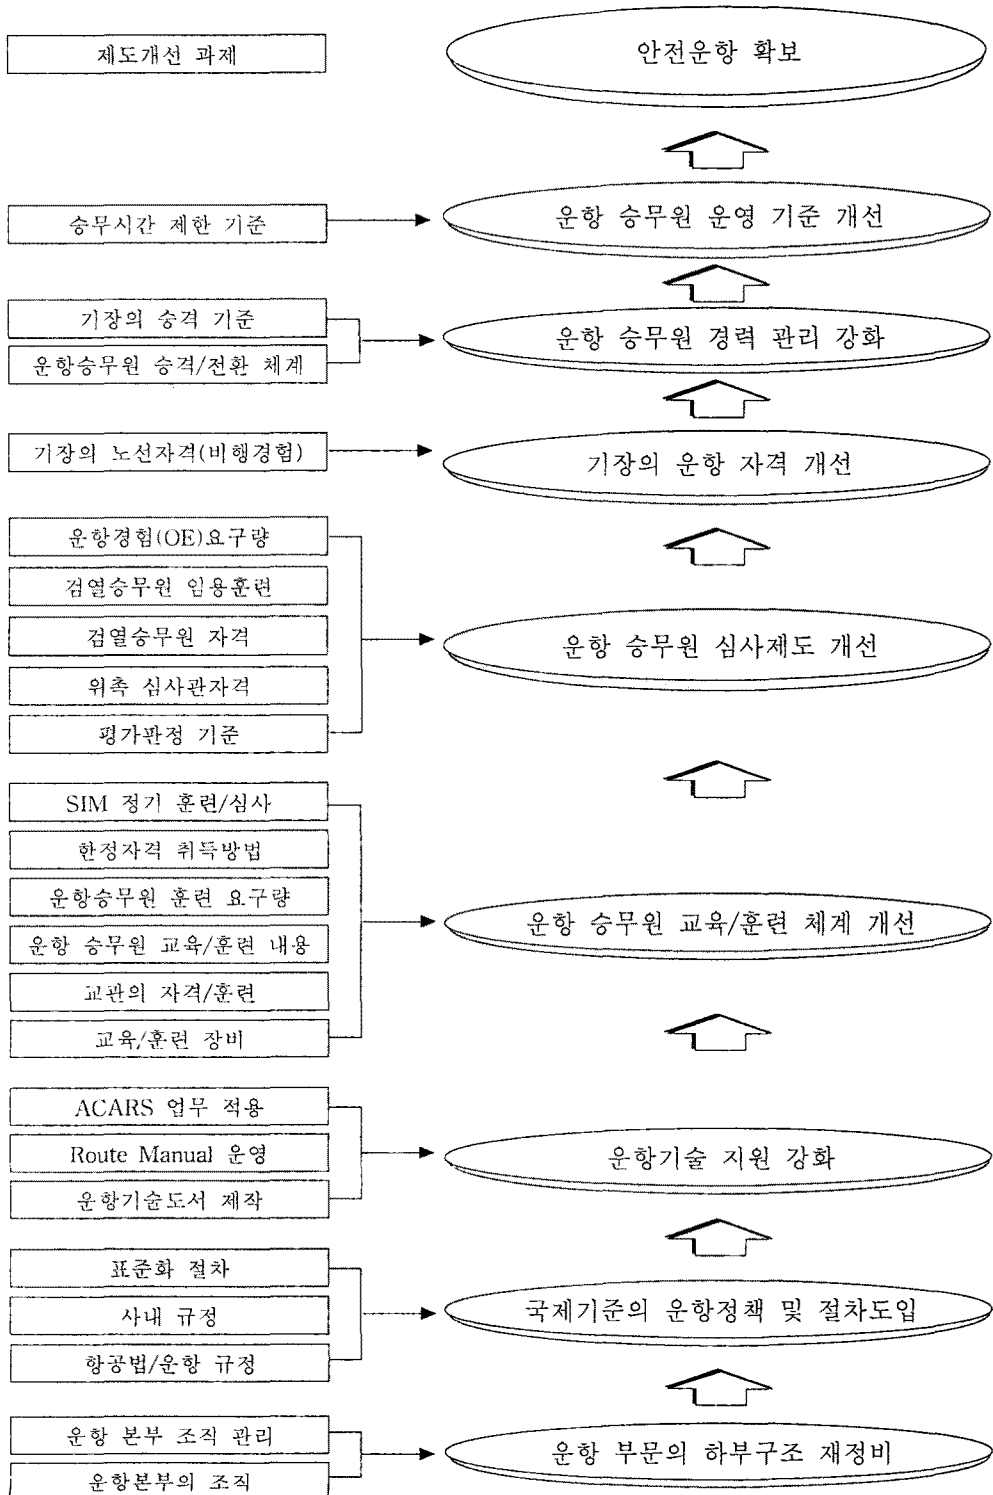 제도개선 과제
안전운항 확보
승무시간 제한 기준
운항 승무원 운영 기준 개선
기장의 승격 기준
운항승무원 승격/전환 체계
운항 승무원 경력 관리 강화
기장의 노선자격(비행경험)
기장의 운항 자격 개선
운항경험(OE)요구량
검열승무원 임용훈련
검열승무원 자격
위촉 심사관자격
평가판정 기준
운항 승무원 심사제도 개선
SIM 정기 훈련/심사
한정자격 취득방법
운항승무원 훈련 요구량
운항 승무원 교육/훈련 내용
교관의 자격/훈련
교육/훈련 장비
운항 승무원 교육/훈련 체계 개선
ACARS 업무 적용
Route Manual 운영
운항기술도서 제작
운항기술 지원 강화
표준화 절차
사내 규정
항공법/운항 규정
국제기준의 운항정책 및 절차도입
운항 본부 조직 관리
운항본부의 조직
운항 부문의 하부구조 재정비